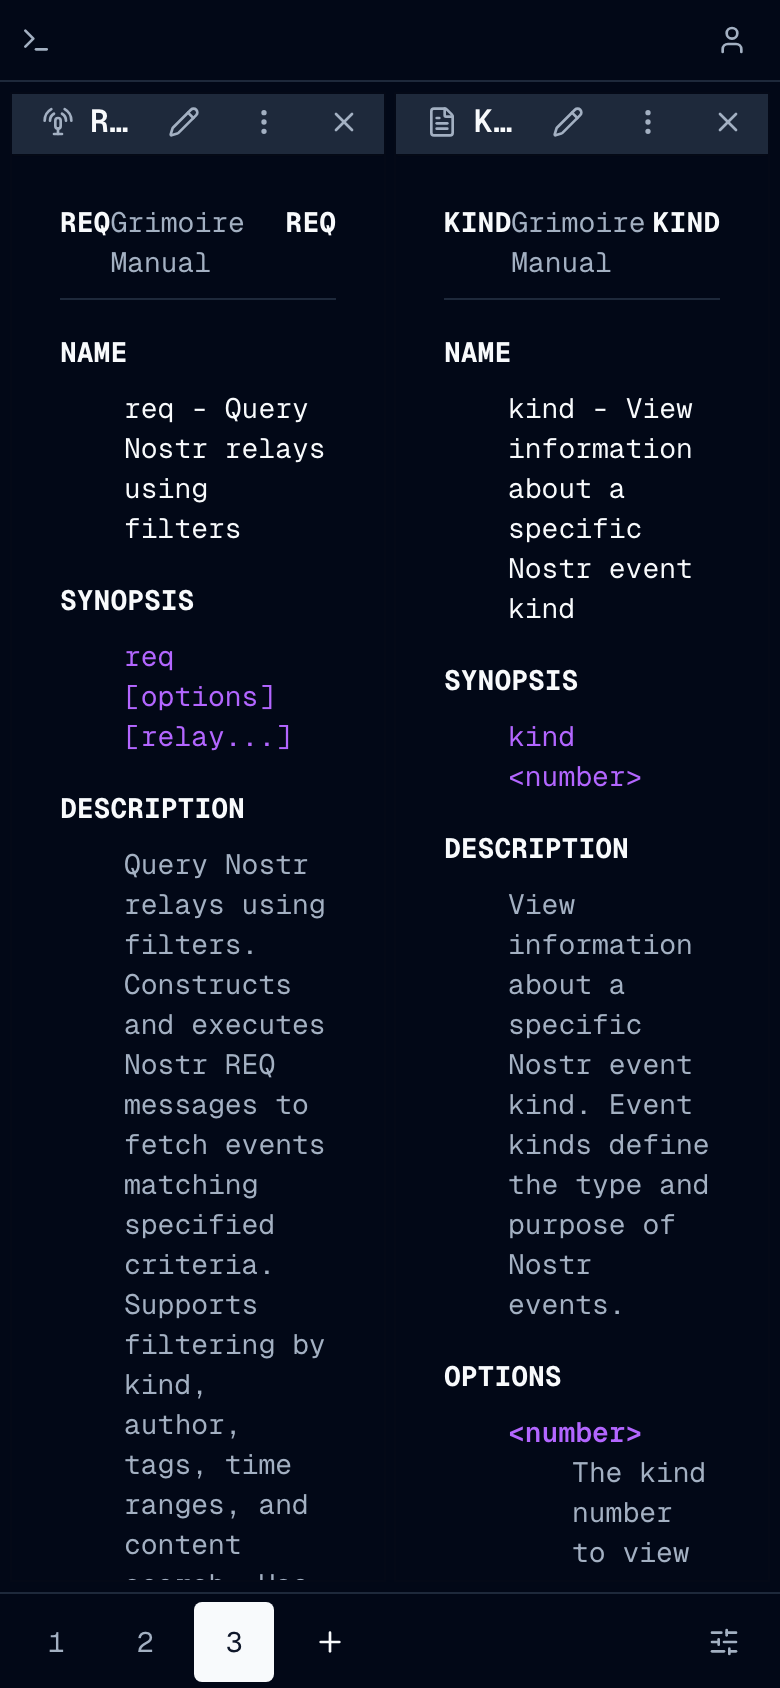 R…
REQ Grimoire Manual REQ
NAME
req - Query
Nostr relays
using
filters
SYNOPSIS
req
[options]
[relay...]
DESCRIPTION
Query Nostr
relays using
filters.
Constructs
and executes
Nostr REQ
messages to
fetch events
matching
specified
criteria.
Supports
filtering by
kind,
author,
tags, time
ranges, and
content
K…
KIND Grimoire Manual KIND
NAME
kind - View
information
about a
specific
Nostr event
kind
SYNOPSIS
kind
<number>
DESCRIPTION
View
information
about a
specific
Nostr event
kind. Event
kinds define
the type and
purpose of
Nostr
events.
OPTIONS
<number>
The kind
number
to view
1 2 3 +